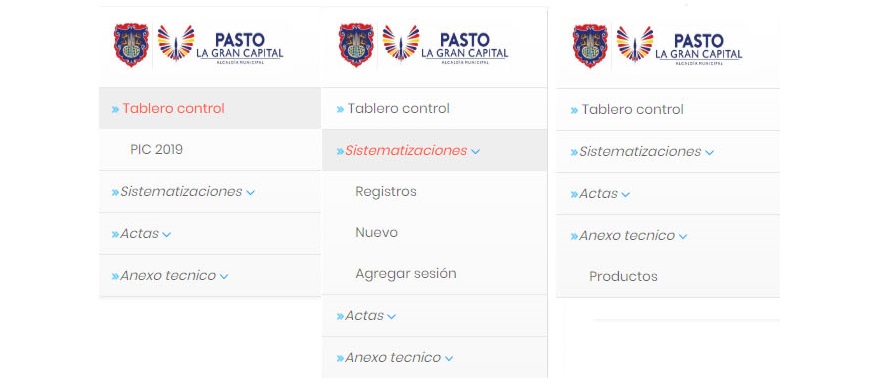 PASTO
LA GRAN CAPITAL
ALCALDÍA MUNICIPAL
» Tablero control
PIC 2019
»Sistematizaciones
»Actas
»Anexo tecnico
PASTO
LA GRAN CAPITAL
ALCALDÍA MUNICIPAL
» Tablero control
»Sistematizaciones
Registros
Nuevo
Agregar sesión
»Actas
»Anexo tecnico
PASTO
LA GRAN CAPITAL
ALCALDÍA MUNICIPAL
» Tablero control
»Sistematizaciones
»Actas
»Anexo tecnico
Productos